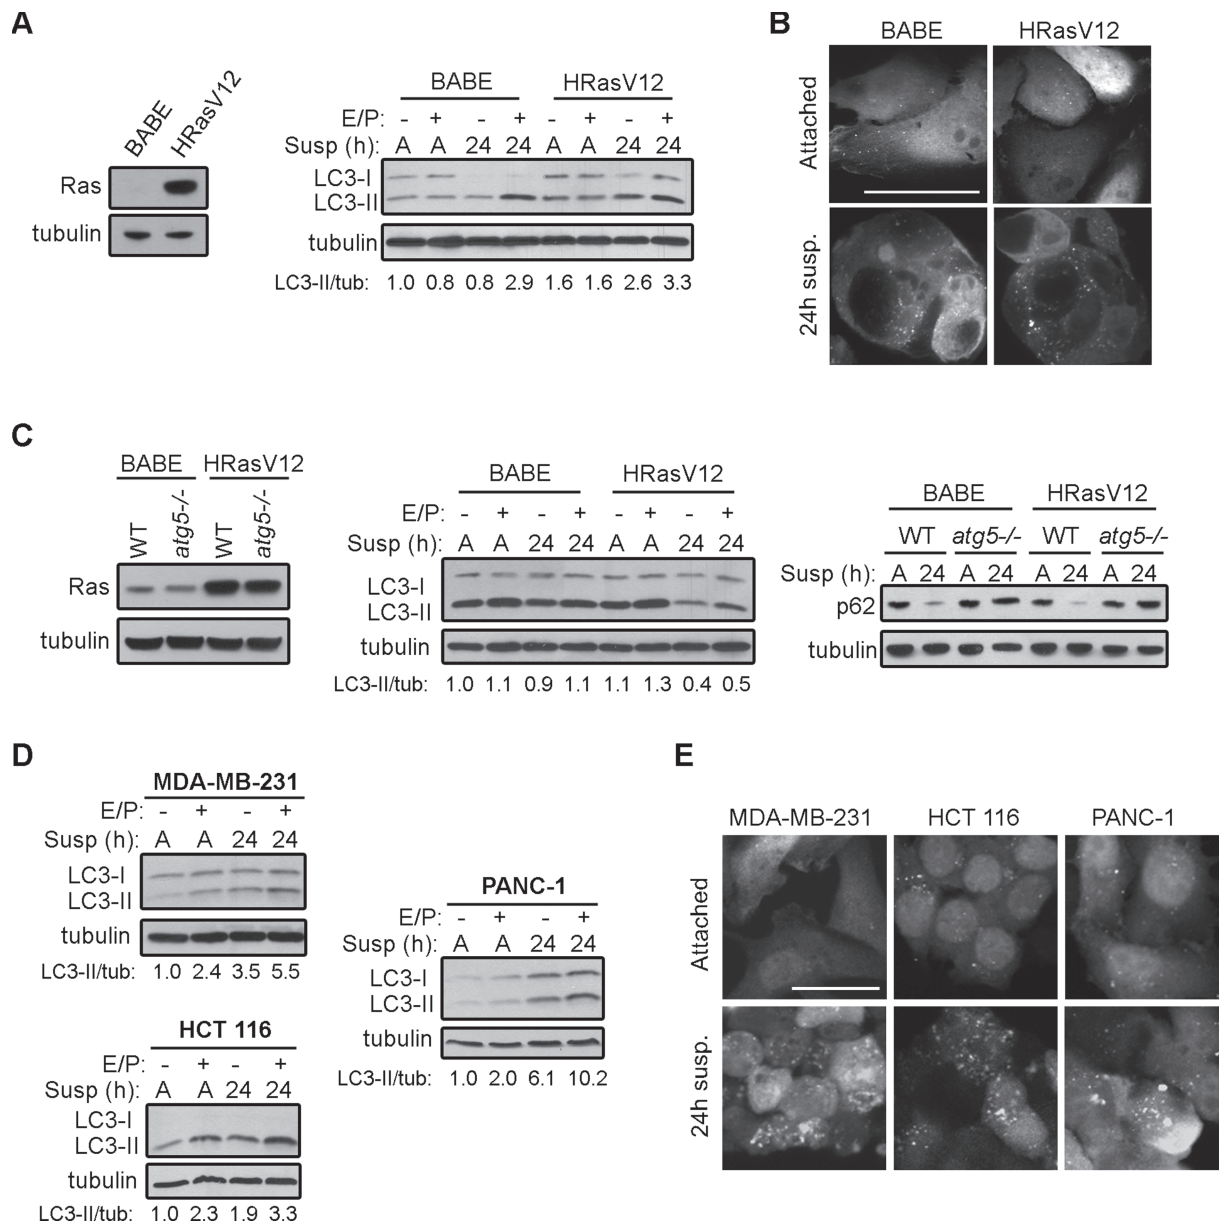 A
BABE
HRasV12
Ras
tubulin
BABE HRasV12
E/P: - + - + - + - +
Susp (h): A A 24 24 A A 24 24
LC3-I
LC3-II
tubulin
LC3-II/tub: 1.0 0.8 0.8 2.9 1.6 1.6 2.6 3.3
B
BABE HRasV12
Attached
24h susp.
C
BABE HRasV12
WT atg5-/- WT atg5-/-
Ras
tubulin
BABE HRasV12
E/P: - + - + - + - +
Susp (h): A A 24 24 A A 24 24
LC3-I
LC3-II
tubulin
LC3-II/tub: 1.0 1.1 0.9 1.1 1.1 1.3 0.4 0.5
BABE HRasV12
WT atg5-/- WT atg5-/-
Susp (h): A 24 A 24 A 24 A 24
p62
tubulin
D
MDA-MB-231
E/P: - + - +
Susp (h): A A 24 24
LC3-I
LC3-II
tubulin
LC3-II/tub: 1.0 2.4 3.5 5.5
HCT 116
E/P: - + - +
Susp (h): A A 24 24
LC3-I
LC3-II
tubulin
LC3-II/tub: 1.0 2.3 1.9 3.3
PANC-1
E/P: - + - +
Susp (h): A A 24 24
LC3-I
LC3-II
tubulin
LC3-II/tub: 1.0 2.0 6.1 10.2
E
MDA-MB-231 HCT 116 PANC-1
Attached
24h susp.